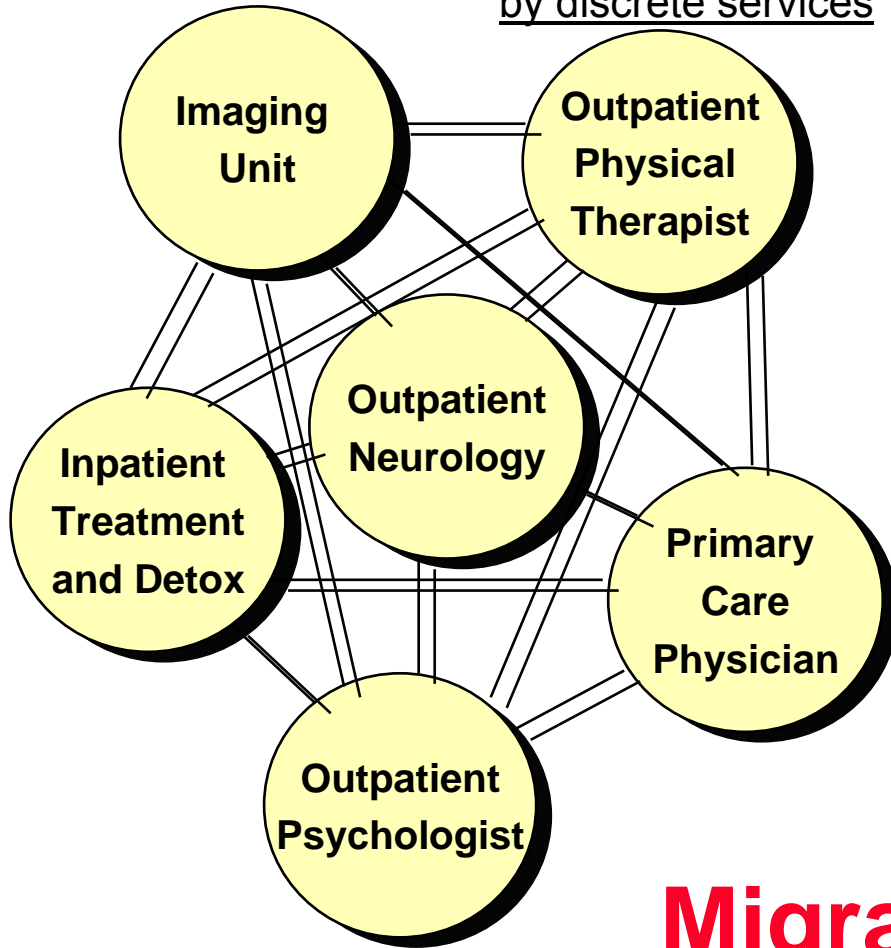 by discrete services
Imaging
Unit
Outpatient
Physical
Therapist
Outpatient
Neurology
Inpatient
Treatment
and Detox
Primary
Care
Physician
Outpatient
Psychologist
Migra